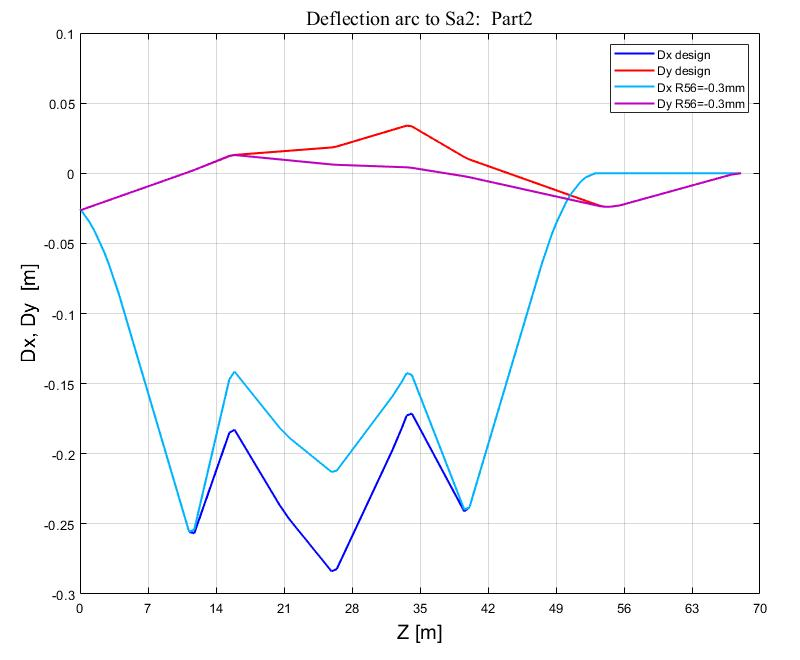 Deflection arc to Sa2: Part2
Dx design
Dy design
Dx R56=-0.3mm
Dy R56=-0.3mm
0.1
0.05
0
-0.05
-0.1
-0.15
-0.2
-0.25
-0.3
Dx, Dy [m]
0 7 14 21 28 35 42 49 56 63 70
Z [m]